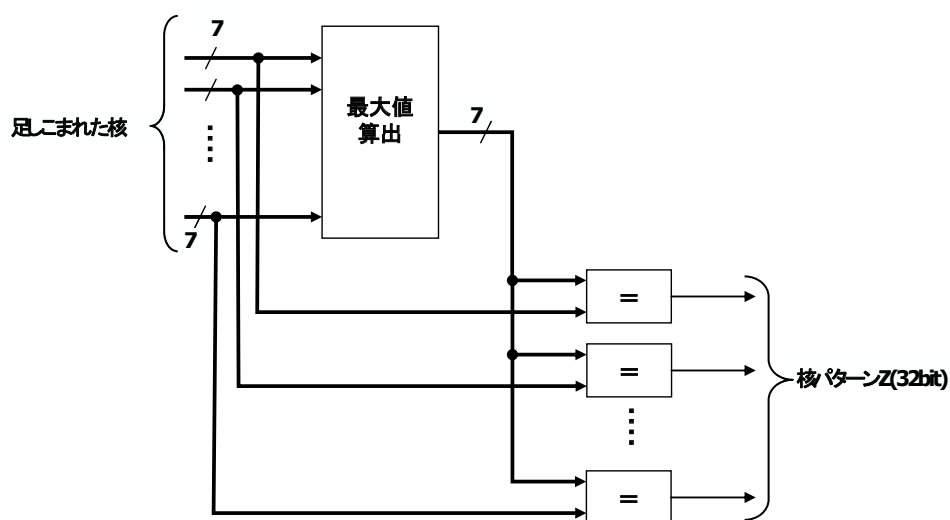 7
足しこまれた核
最大値
算出
7
7
=
=
核パターンZ(32bit)
=